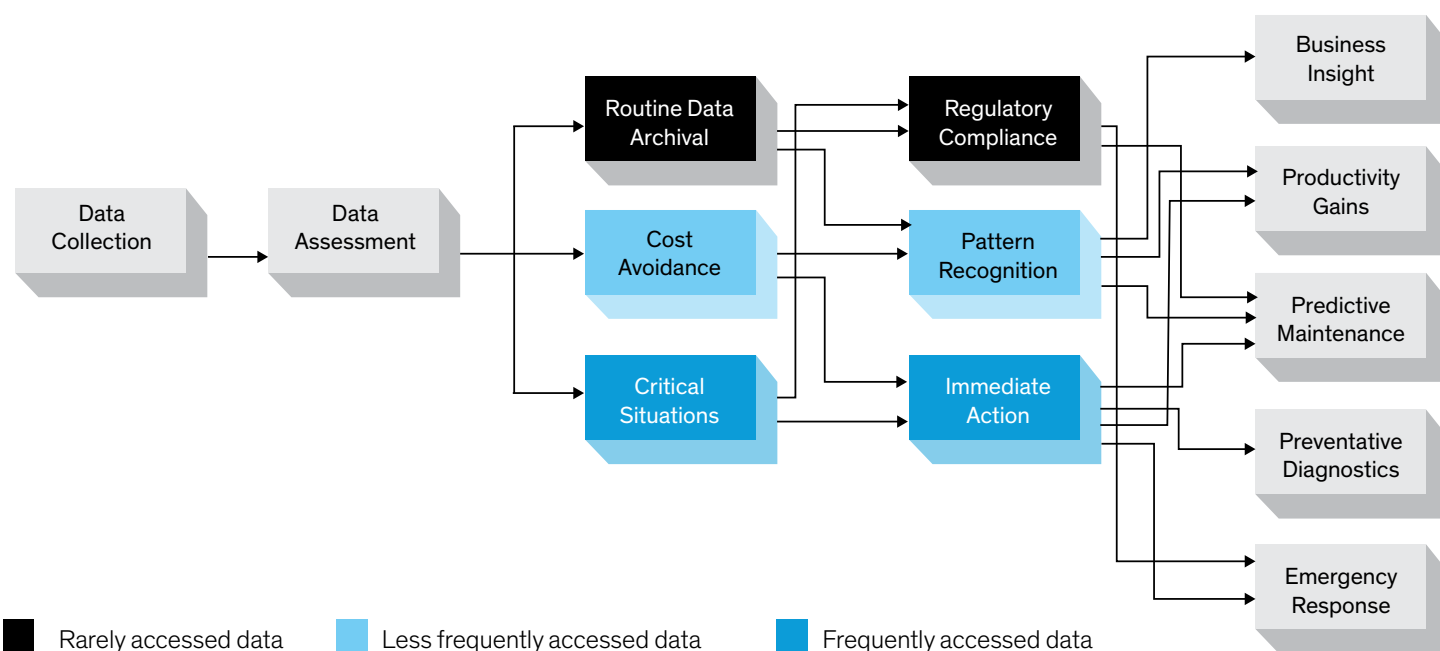 Data
Collection
Data
Assessment
Routine Data
Archival
Cost
Avoidance
Critical
Situations
Regulatory
Compliance
Pattern
Recognition
Immediate
Action
Business
Insight
Productivity
Gains
Predictive
Maintenance
Preventative
Diagnostics
Emergency
Response
Rarely accessed data
Less frequently accessed data
Frequently accessed data